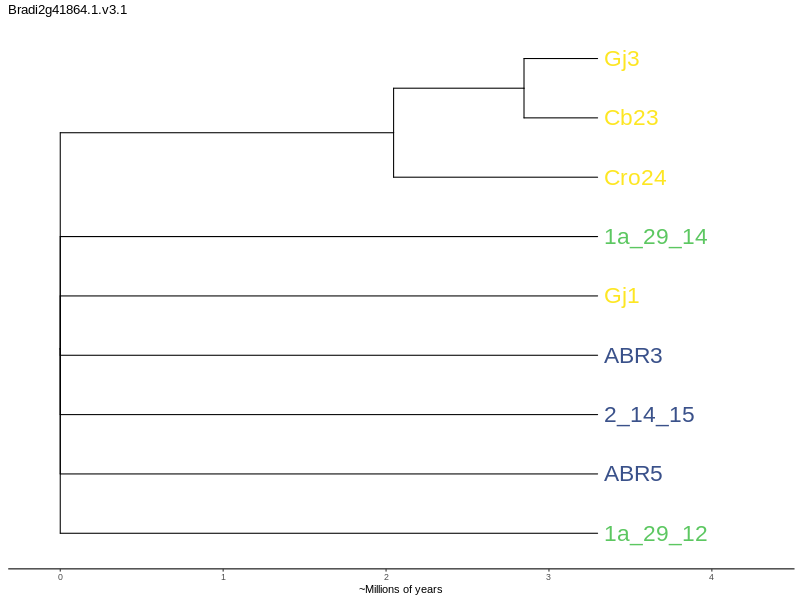 Bradi2g41864.1.v3.1
Gj3
Cb23
Cro24
1a_29_14
Gj1
ABR3
2_14_15
ABR5
1a_29_12
0 1 2 3 4
~Millions of years